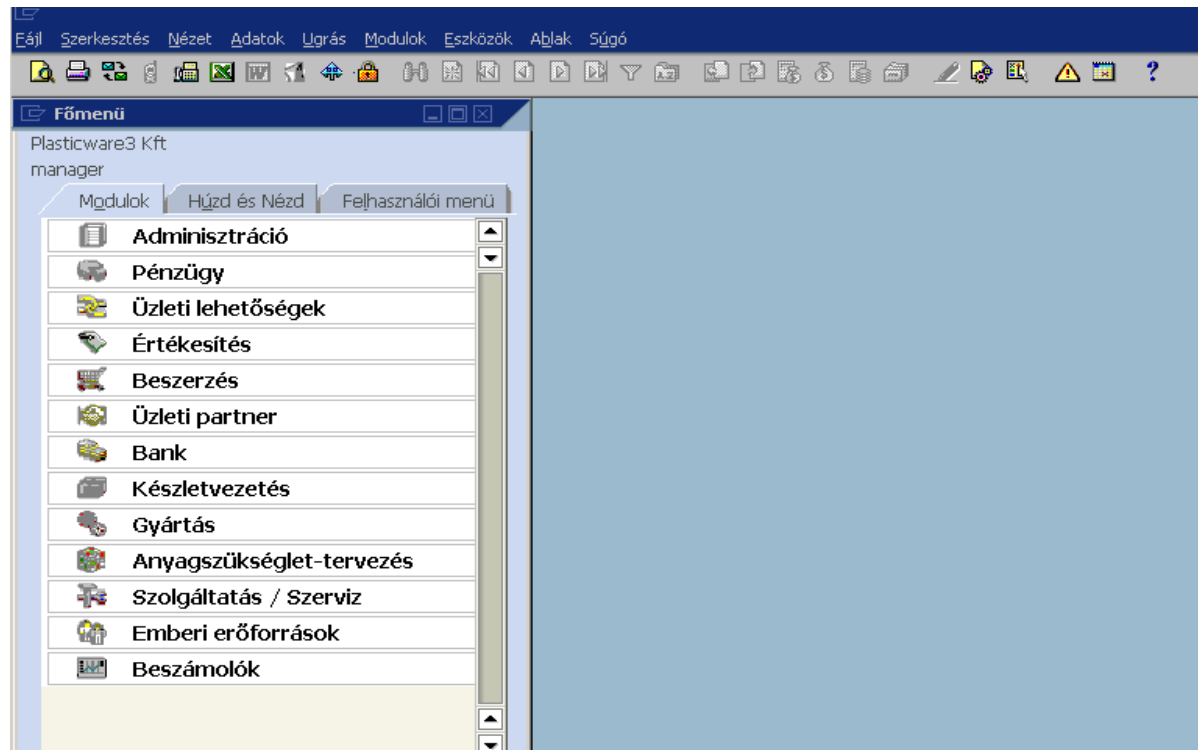 Fájl Szerkesztés Nézet Adatok Ugrás Modulok Eszközök Ablak Súgó
Főmenü
Plasticware3 Kft
manager
Modulok Húzd és Nézd Felhasználói menü
Adminisztráció
Pénzügy
Üzleti lehetőségek
Értékesítés
Beszerzés
Üzleti partner
Bank
Készletvezetés
Gyártás
Anyagszükséglet-tervezés
Szolgáltatás / Szerviz
Emberi erőforrások
Beszámolók